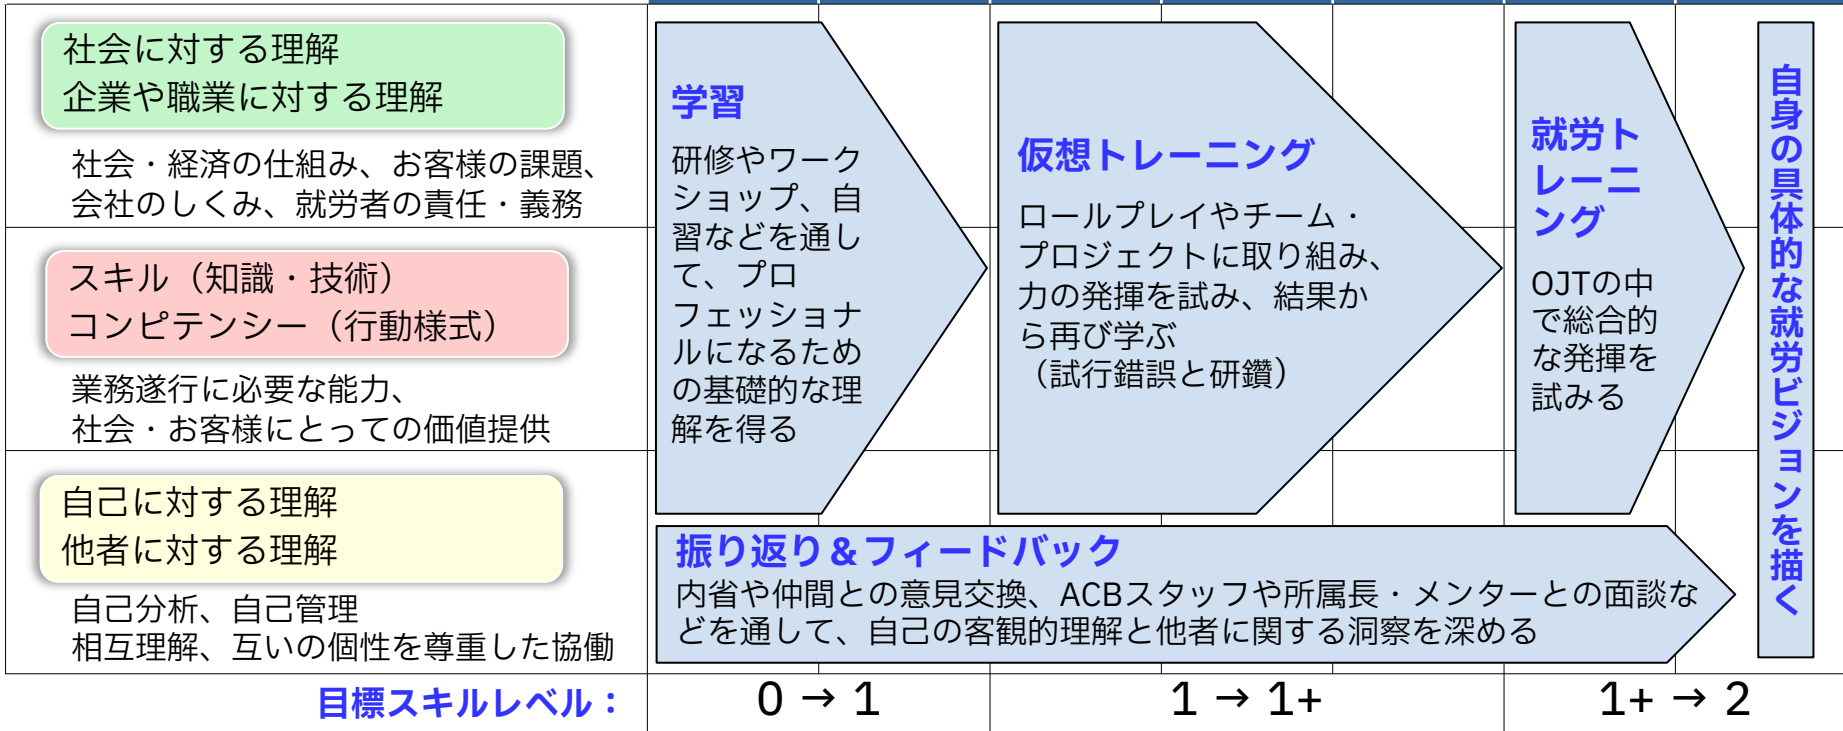 社会に対する理解
企業や職業に対する理解
社会・経済の仕組み、お客様の課題、
会社のしくみ、就労者の責任・義務
スキル（知識・技術）
コンピテンシー（行動様式）
業務遂行に必要な能力、
社会・お客様にとっての価値提供
自己に対する理解
他者に対する理解
自己分析、自己管理
相互理解、互いの個性を尊重した協働
学習
研修やワーク
ショップ、自
習などを通し
て、プロ
フェッショナ
ルになるため
の基礎的な理
解を得る
仮想トレーニング
ロールプレイやチーム・
プロジェクトに取り組み、
力の発揮を試み、結果か
ら再び学ぶ
（試行錯誤と研鑽）
就労ト
レーニ
ング
OJTの中
で総合的
な発揮を
試みる
自身の具体的な就労ビジョンを描く
振り返り＆フィードバック
内省や仲間との意見交換、ACBスタッフや所属長・メンターとの面談な
どを通して、自己の客観的理解と他者に関する洞察を深める
目標スキルレベル：
0 → 1
1 → 1+
1+ → 2